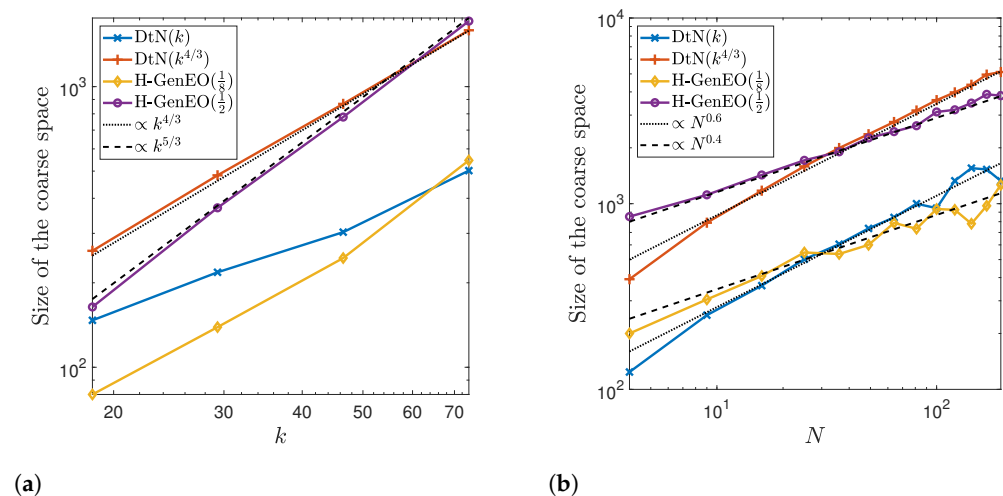 DtN(k)
DtN(k^{4/3})
H-GenEO(1/8)
H-GenEO(1/2)
∝ k^{4/3}
∝ k^{5/3}
10^3
10^2
Size of the coarse space
20 30 40 50 60 70
k
(a)
DtN(k)
DtN(k^{4/3})
H-GenEO(1/8)
H-GenEO(1/2)
∝ N^{0.6}
∝ N^{0.4}
10^4
10^3
10^2
Size of the coarse space
10^1 10^2
N
(b)